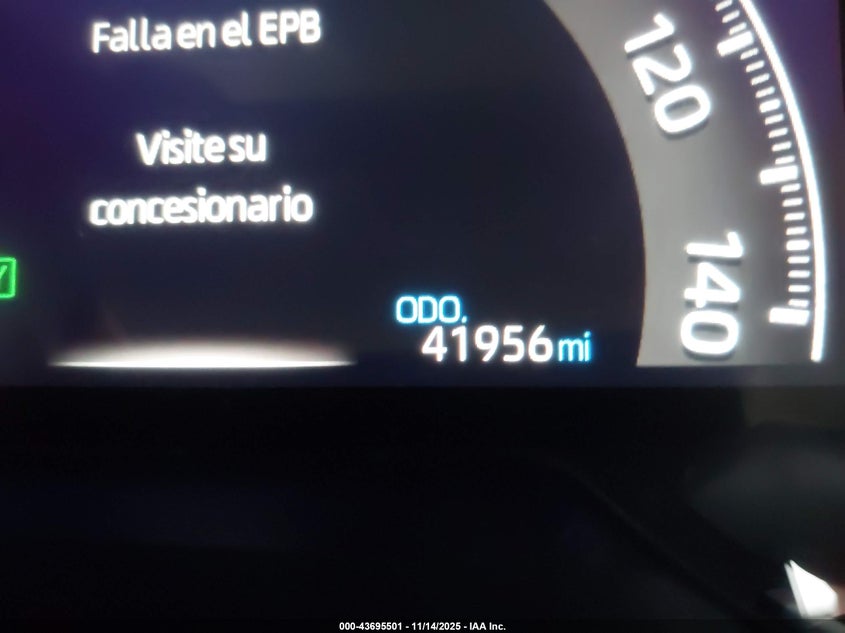 Falla en el EPB
Visite su
concesionario
120
140
ODO.
41956 mi
000-43695501 - 11/14/2025 - IAA Inc.